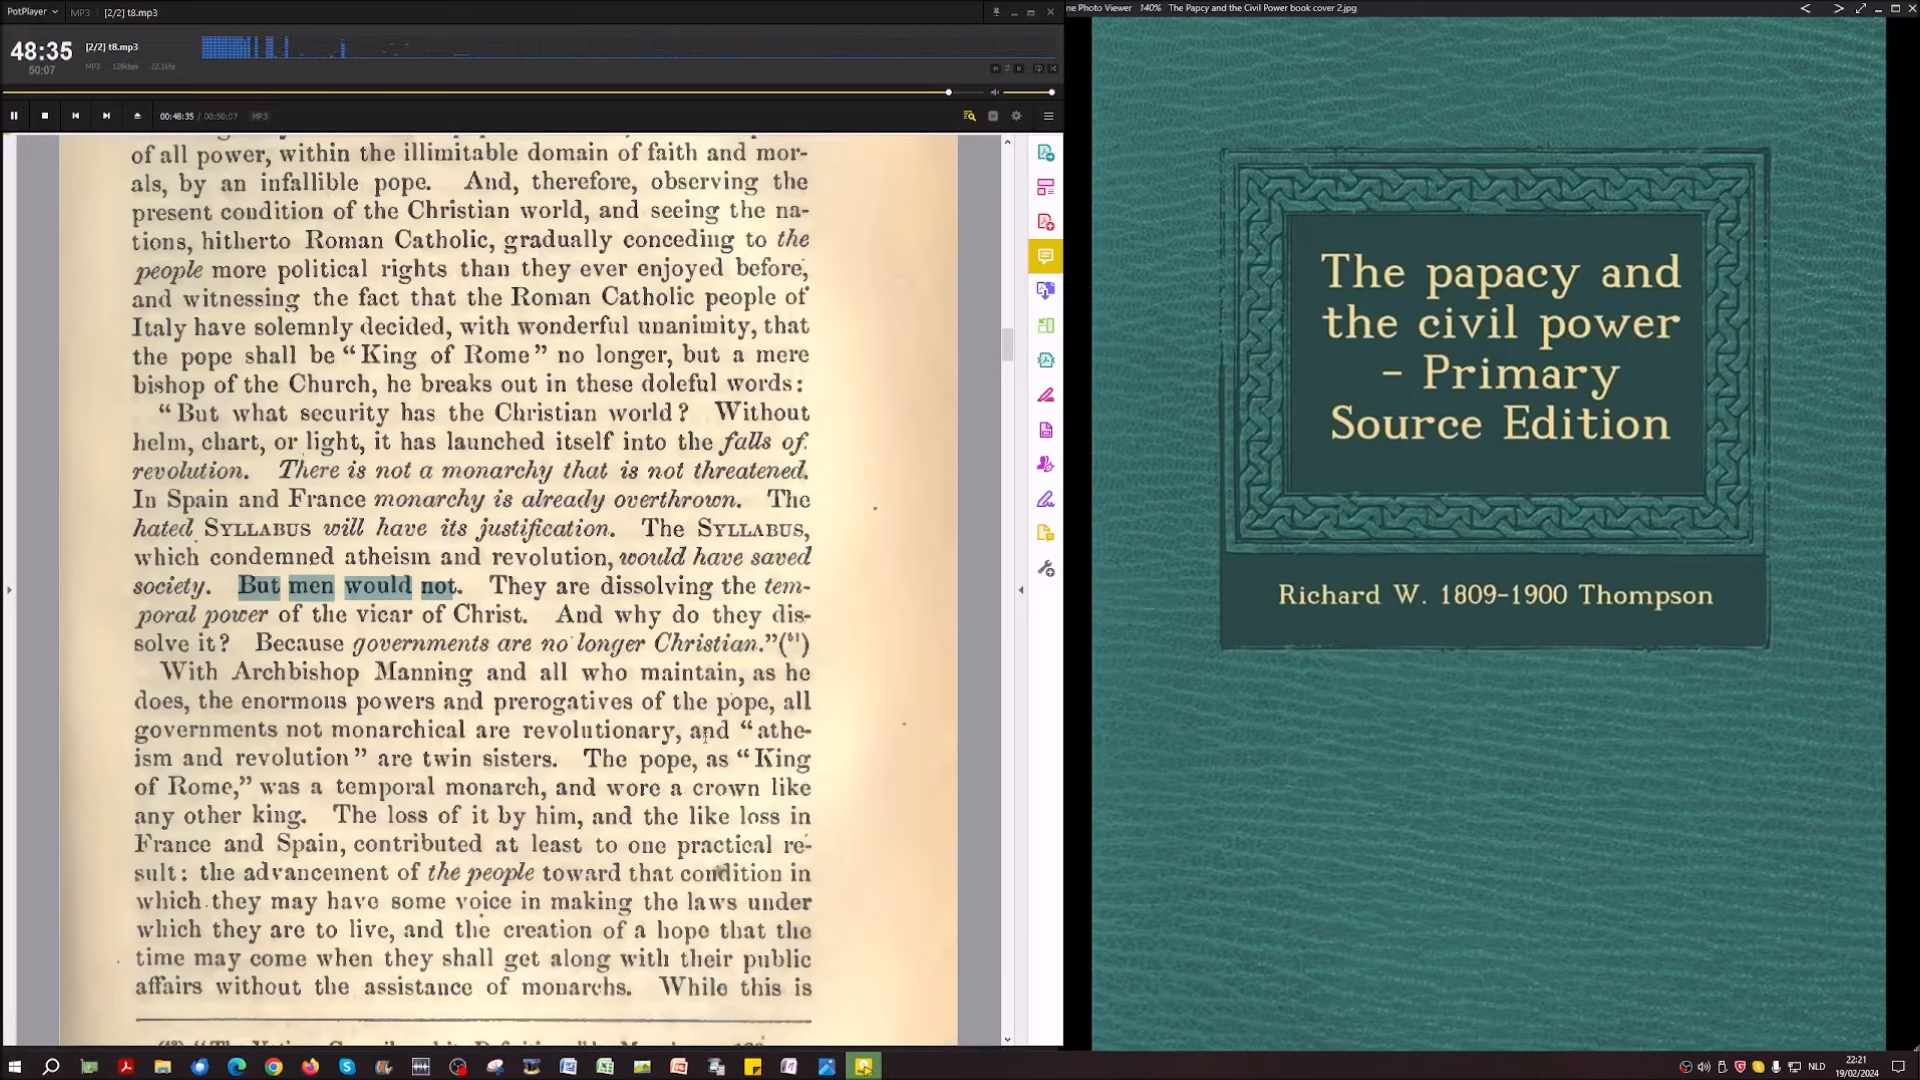 PotPlayer
MP3
[2/2] t8.mp3
48:35
50:07
[2/2] t8.mp3
MP3 128kbps 22.1khz
00:48:35 / 00:50:07 MP3
of all power, within the illimitable domain of faith and mor-
als, by an infallible pope. And, therefore, observing the
present condition of the Christian world, and seeing the na-
tions, hitherto Roman Catholic, gradually conceding to the
people more political rights than they ever enjoyed before,
and witnessing the fact that the Roman Catholic people of
Italy have solemnly decided, with wonderful unanimity, that
the pope shall be "King of Rome" no longer, but a mere
bishop of the Church, he breaks out in these doleful words:
"But what security has the Christian world? Without
helm, chart, or light, it has launched itself into the falls of
revolution. There is not a monarchy that is not threatened.
In Spain and France monarchy is already overthrown. The
hated SYLLABUS will have its justification. The SYLLABUS,
which condemned atheism and revolution, would have saved
society. But men would not. They are dissolving the tem-
poral power of the vicar of Christ. And why do they dis-
solve it? Because governments are no longer Christian."(⁶¹)
With Archbishop Manning and all who maintain, as he
does, the enormous powers and prerogatives of the pope, all
governments not monarchical are revolutionary, and "athe-
ism and revolution" are twin sisters. The pope, as "King
of Rome," was a temporal monarch, and wore a crown like
any other king. The loss of it by him, and the like loss in
France and Spain, contributed at least to one practical re-
sult: the advancement of the people toward that condition in
which they may have some voice in making the laws under
which they are to live, and the creation of a hope that the
time may come when they shall get along with their public
affairs without the assistance of monarchs. While this is
ne Photo Viewer 140% The Papcy and the Civil Power book cover 2.jpg
The papacy and
the civil power
- Primary
Source Edition
Richard W. 1809-1900 Thompson
NLD
22:21
19/02/2024